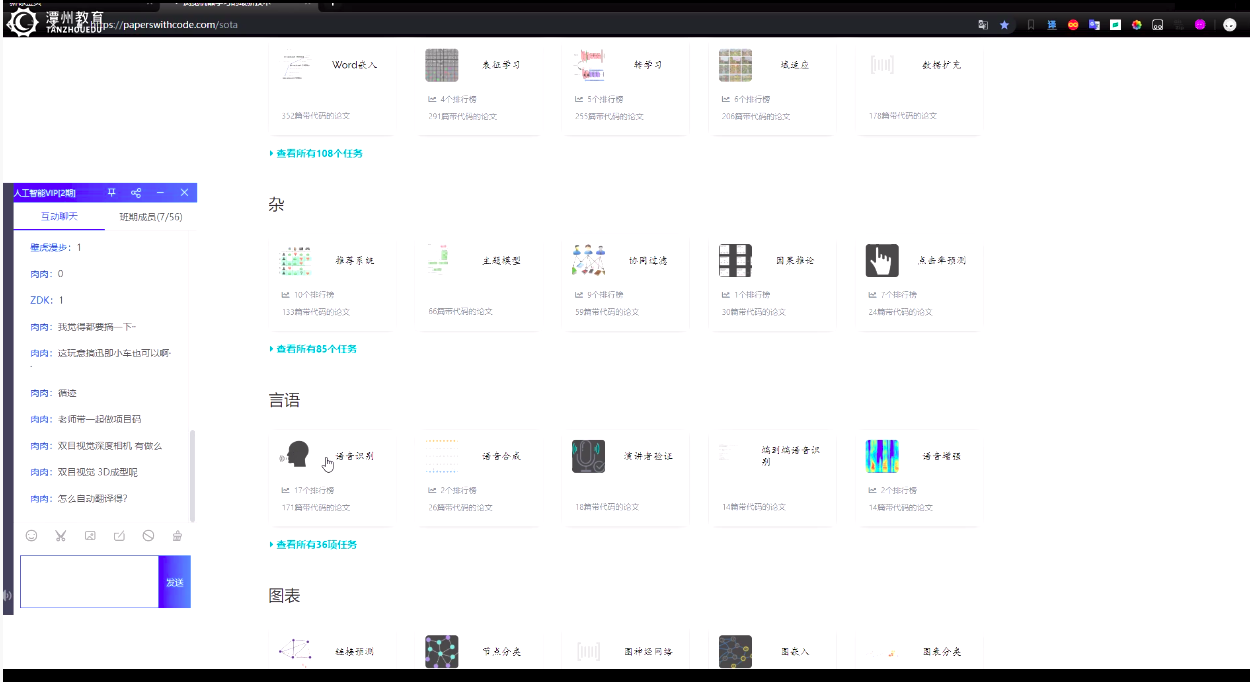 潭州教育
TANZHOUEDU
https://paperswithcode.com/sota
Word嵌入
表征学习
转学习
域适应
数据扩充
4个排行榜
5个排行榜
6个排行榜
352篇带代码的论文
291篇带代码的论文
255篇带代码的论文
206篇带代码的论文
178篇带代码的论文
查看所有108个任务
杂
推荐系统
主题模型
协同过滤
因果推论
点击率预测
10个排行榜
9个排行榜
1个排行榜
7个排行榜
133篇带代码的论文
66篇带代码的论文
59篇带代码的论文
30篇带代码的论文
24篇带代码的论文
查看所有85个任务
言语
语音识别
语音合成
演讲者验证
端到端语音识
别
语音增强
17个排行榜
2个排行榜
2个排行榜
171篇带代码的论文
26篇带代码的论文
18篇带代码的论文
14篇带代码的论文
14篇带代码的论文
查看所有36项任务
图表
链接预测
节点分类
图神经网络
图嵌入
图表分类
人工智能VIP[2期]
互动聊天
班期成员(7/56)
壁虎漫步：1
肉肉：0
ZDK：1
肉肉：我觉得都要搞一下~
肉肉：这玩意搞迅即小车也可以啊·
·
肉肉：循迹
肉肉：老师带一起做项目码
肉肉：双目视觉深度相机 有做么
肉肉：双目视觉 3D成型呢
肉肉：怎么自动翻译得?
发送